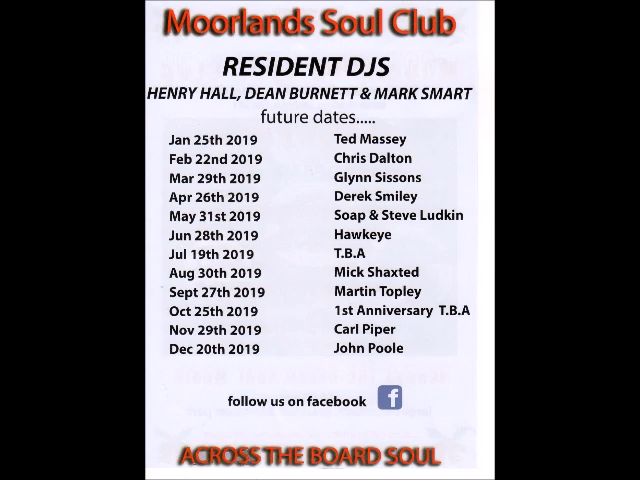 Moorlands Soul Club
RESIDENT DJS
HENRY HALL, DEAN BURNETT & MARK SMART
future dates.....
Jan 25th 2019 Ted Massey
Feb 22nd 2019 Chris Dalton
Mar 29th 2019 Glynn Sissons
Apr 26th 2019 Derek Smiley
May 31st 2019 Soap & Steve Ludkin
Jun 28th 2019 Hawkeye
Jul 19th 2019 T.B.A
Aug 30th 2019 Mick Shaxted
Sept 27th 2019 Martin Topley
Oct 25th 2019 1st Anniversary T.B.A
Nov 29th 2019 Carl Piper
Dec 20th 2019 John Poole
follow us on facebook f
ACROSS THE BOARD SOUL